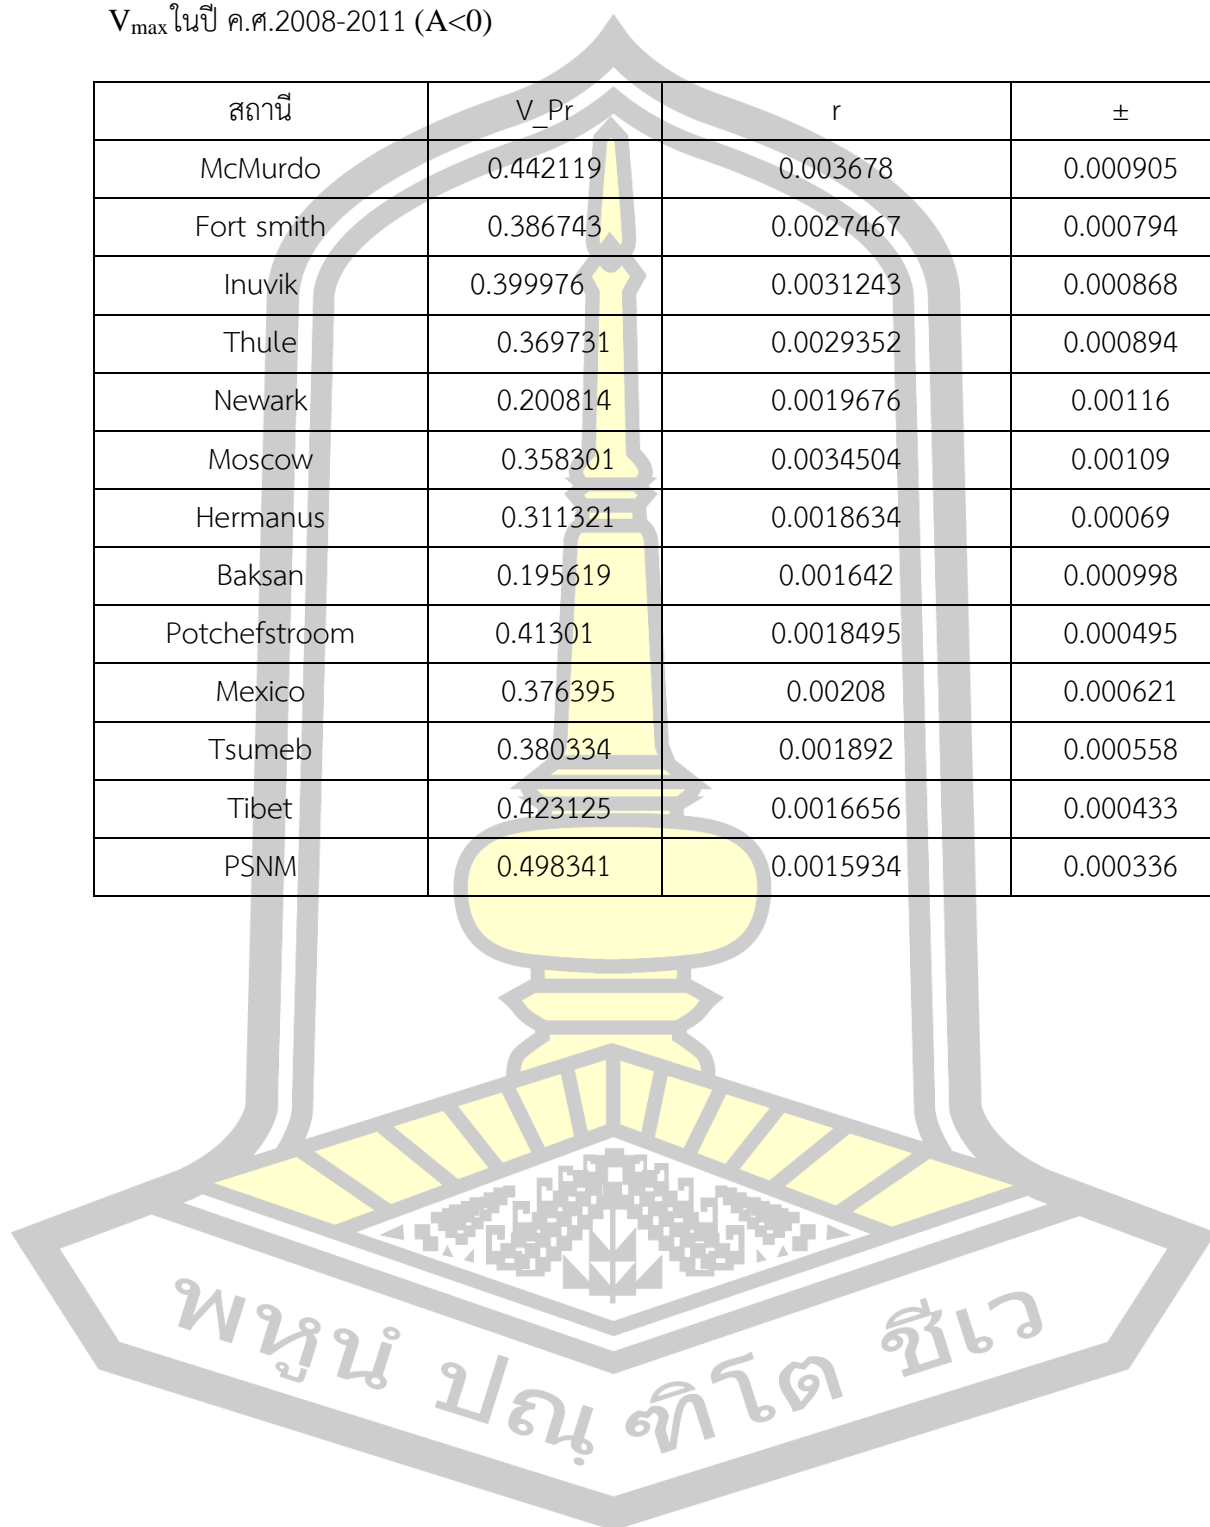 Vmaxในปี ค.ศ.2008-2011 (A<0)
สถานี V_Pr r ±
McMurdo 0.442119 0.003678 0.000905
Fort smith 0.386743 0.0027467 0.000794
Inuvik 0.399976 0.0031243 0.000868
Thule 0.369731 0.0029352 0.000894
Newark 0.200814 0.0019676 0.00116
Moscow 0.358301 0.0034504 0.00109
Hermanus 0.311321 0.0018634 0.00069
Baksan 0.195619 0.001642 0.000998
Potchefstroom 0.41301 0.0018495 0.000495
Mexico 0.376395 0.00208 0.000621
Tsumeb 0.380334 0.001892 0.000558
Tibet 0.423125 0.0016656 0.000433
PSNM 0.498341 0.0015934 0.000336
พหูนํ ปณฺฑิโต ชีเว